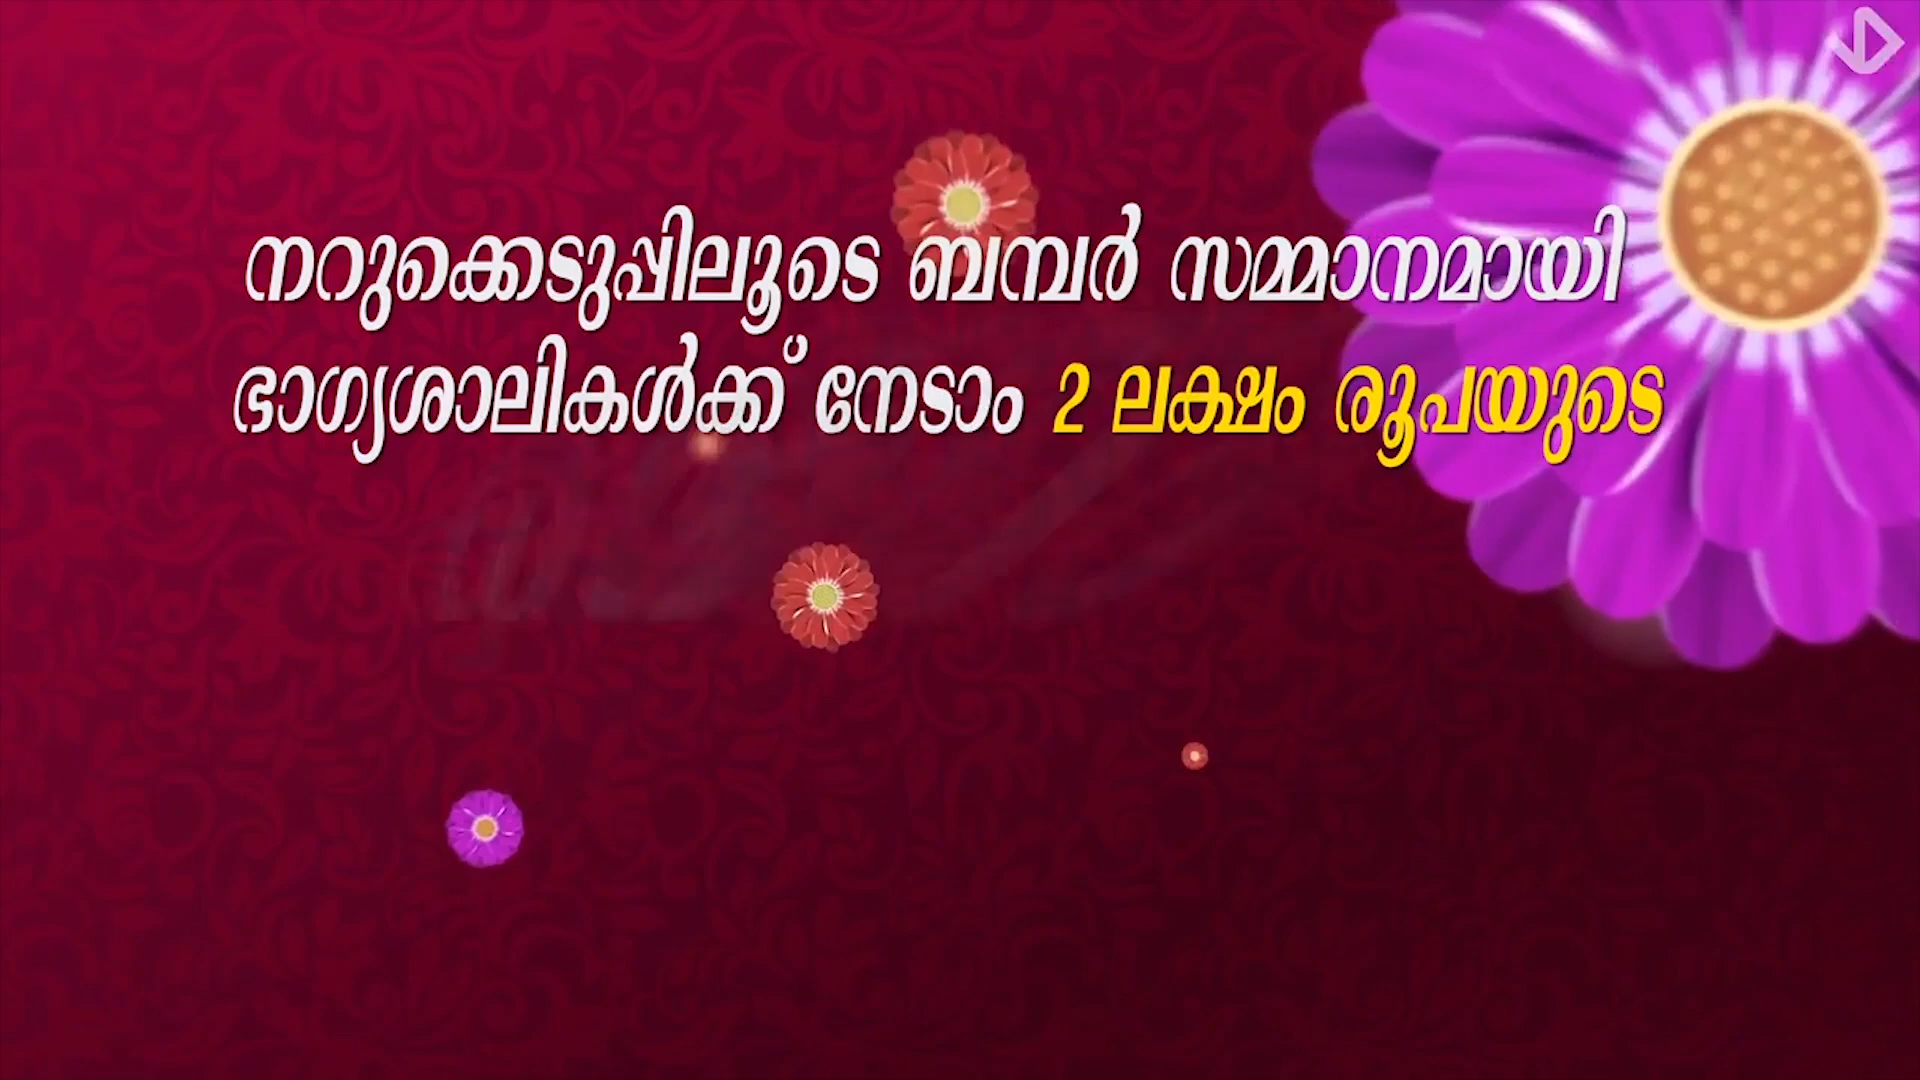 നറുക്കെടുപ്പിലൂടെ ബമ്പർ സമ്മാനമായി
ഭാഗ്യശാലികൾക്ക് നേടാം 2 ലക്ഷം രൂപയുടെ